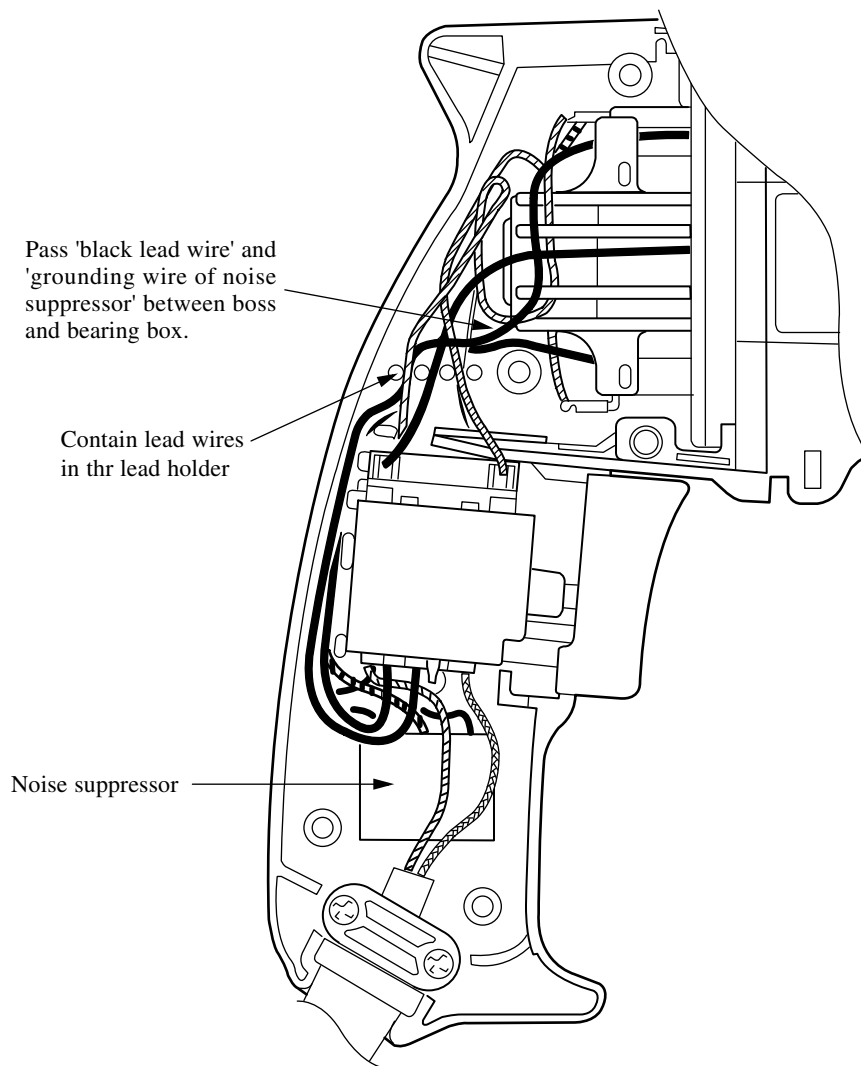 Pass 'black lead wire' and
'grounding wire of noise
suppressor' between boss
and bearing box.
Contain lead wires
in thr lead holder
Noise suppressor